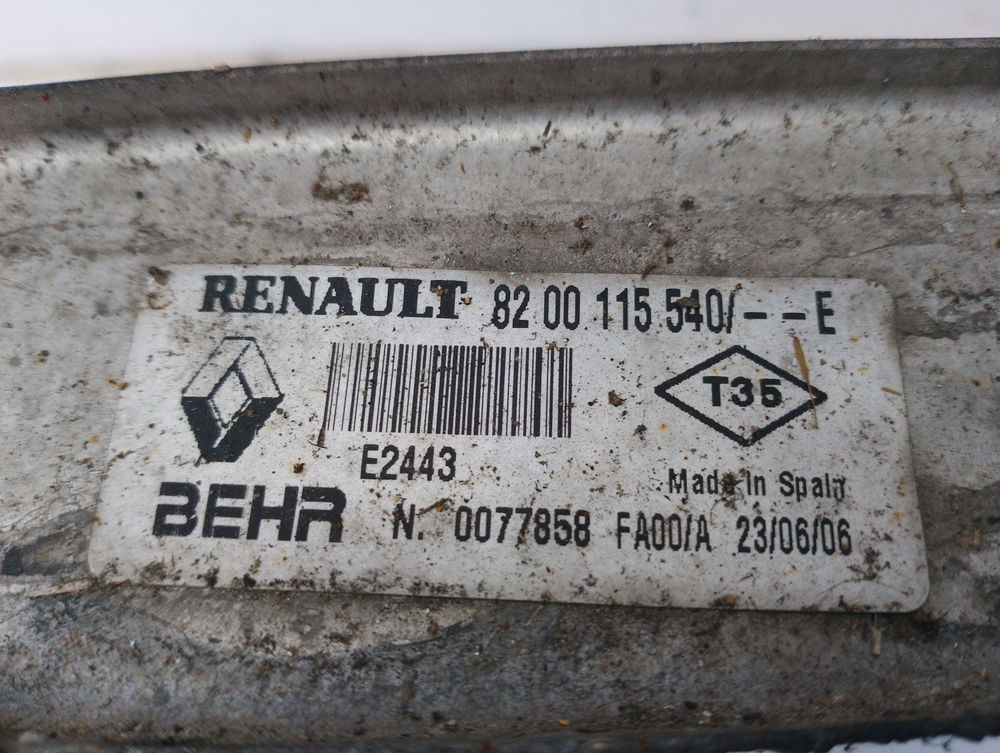 RENAULT 82 00 115 540/--E
T35
E2443
Made In Spain
BEHR N. 0077858 FA00/A 23/06/06